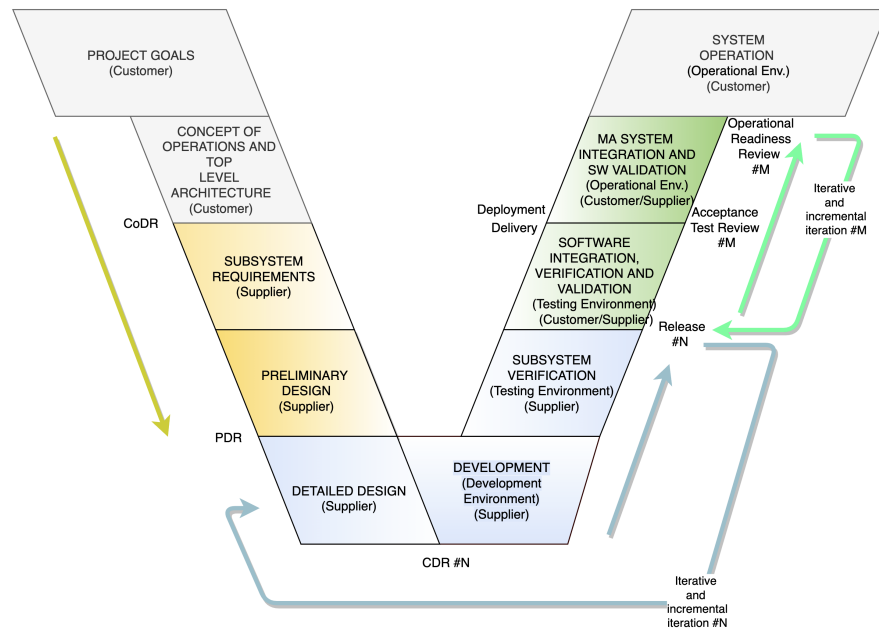 PROJECT GOALS
(Customer)
CONCEPT OF
OPERATIONS AND
TOP
LEVEL
ARCHITECTURE
(Customer)
CoDR
SUBSYSTEM
REQUIREMENTS
(Supplier)
PRELIMINARY
DESIGN
(Supplier)
PDR
DETAILED DESIGN
(Supplier)
DEVELOPMENT
(Development
Environment)
(Supplier)
CDR #N
SUBSYSTEM
VERIFICATION
(Testing Environment)
(Supplier)
SOFTWARE
INTEGRATION,
VERIFICATION AND
VALIDATION
(Testing Environment)
(Customer/Supplier)
Deployment
Delivery
MA SYSTEM
INTEGRATION AND
SW VALIDATION
(Operational Env.)
(Customer/Supplier)
SYSTEM
OPERATION
(Operational Env.)
(Customer)
Operational
Readiness
Review
#M
Acceptance
Test Review
#M
Iterative
and
incremental
iteration #M
Release
#N
Iterative
and
incremental
iteration #N